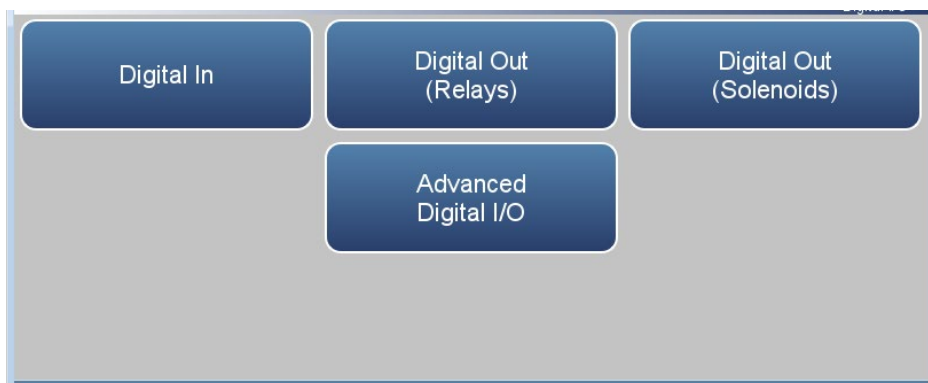 Digital In
Digital Out
(Relays)
Digital Out
(Solenoids)
Advanced
Digital I/O